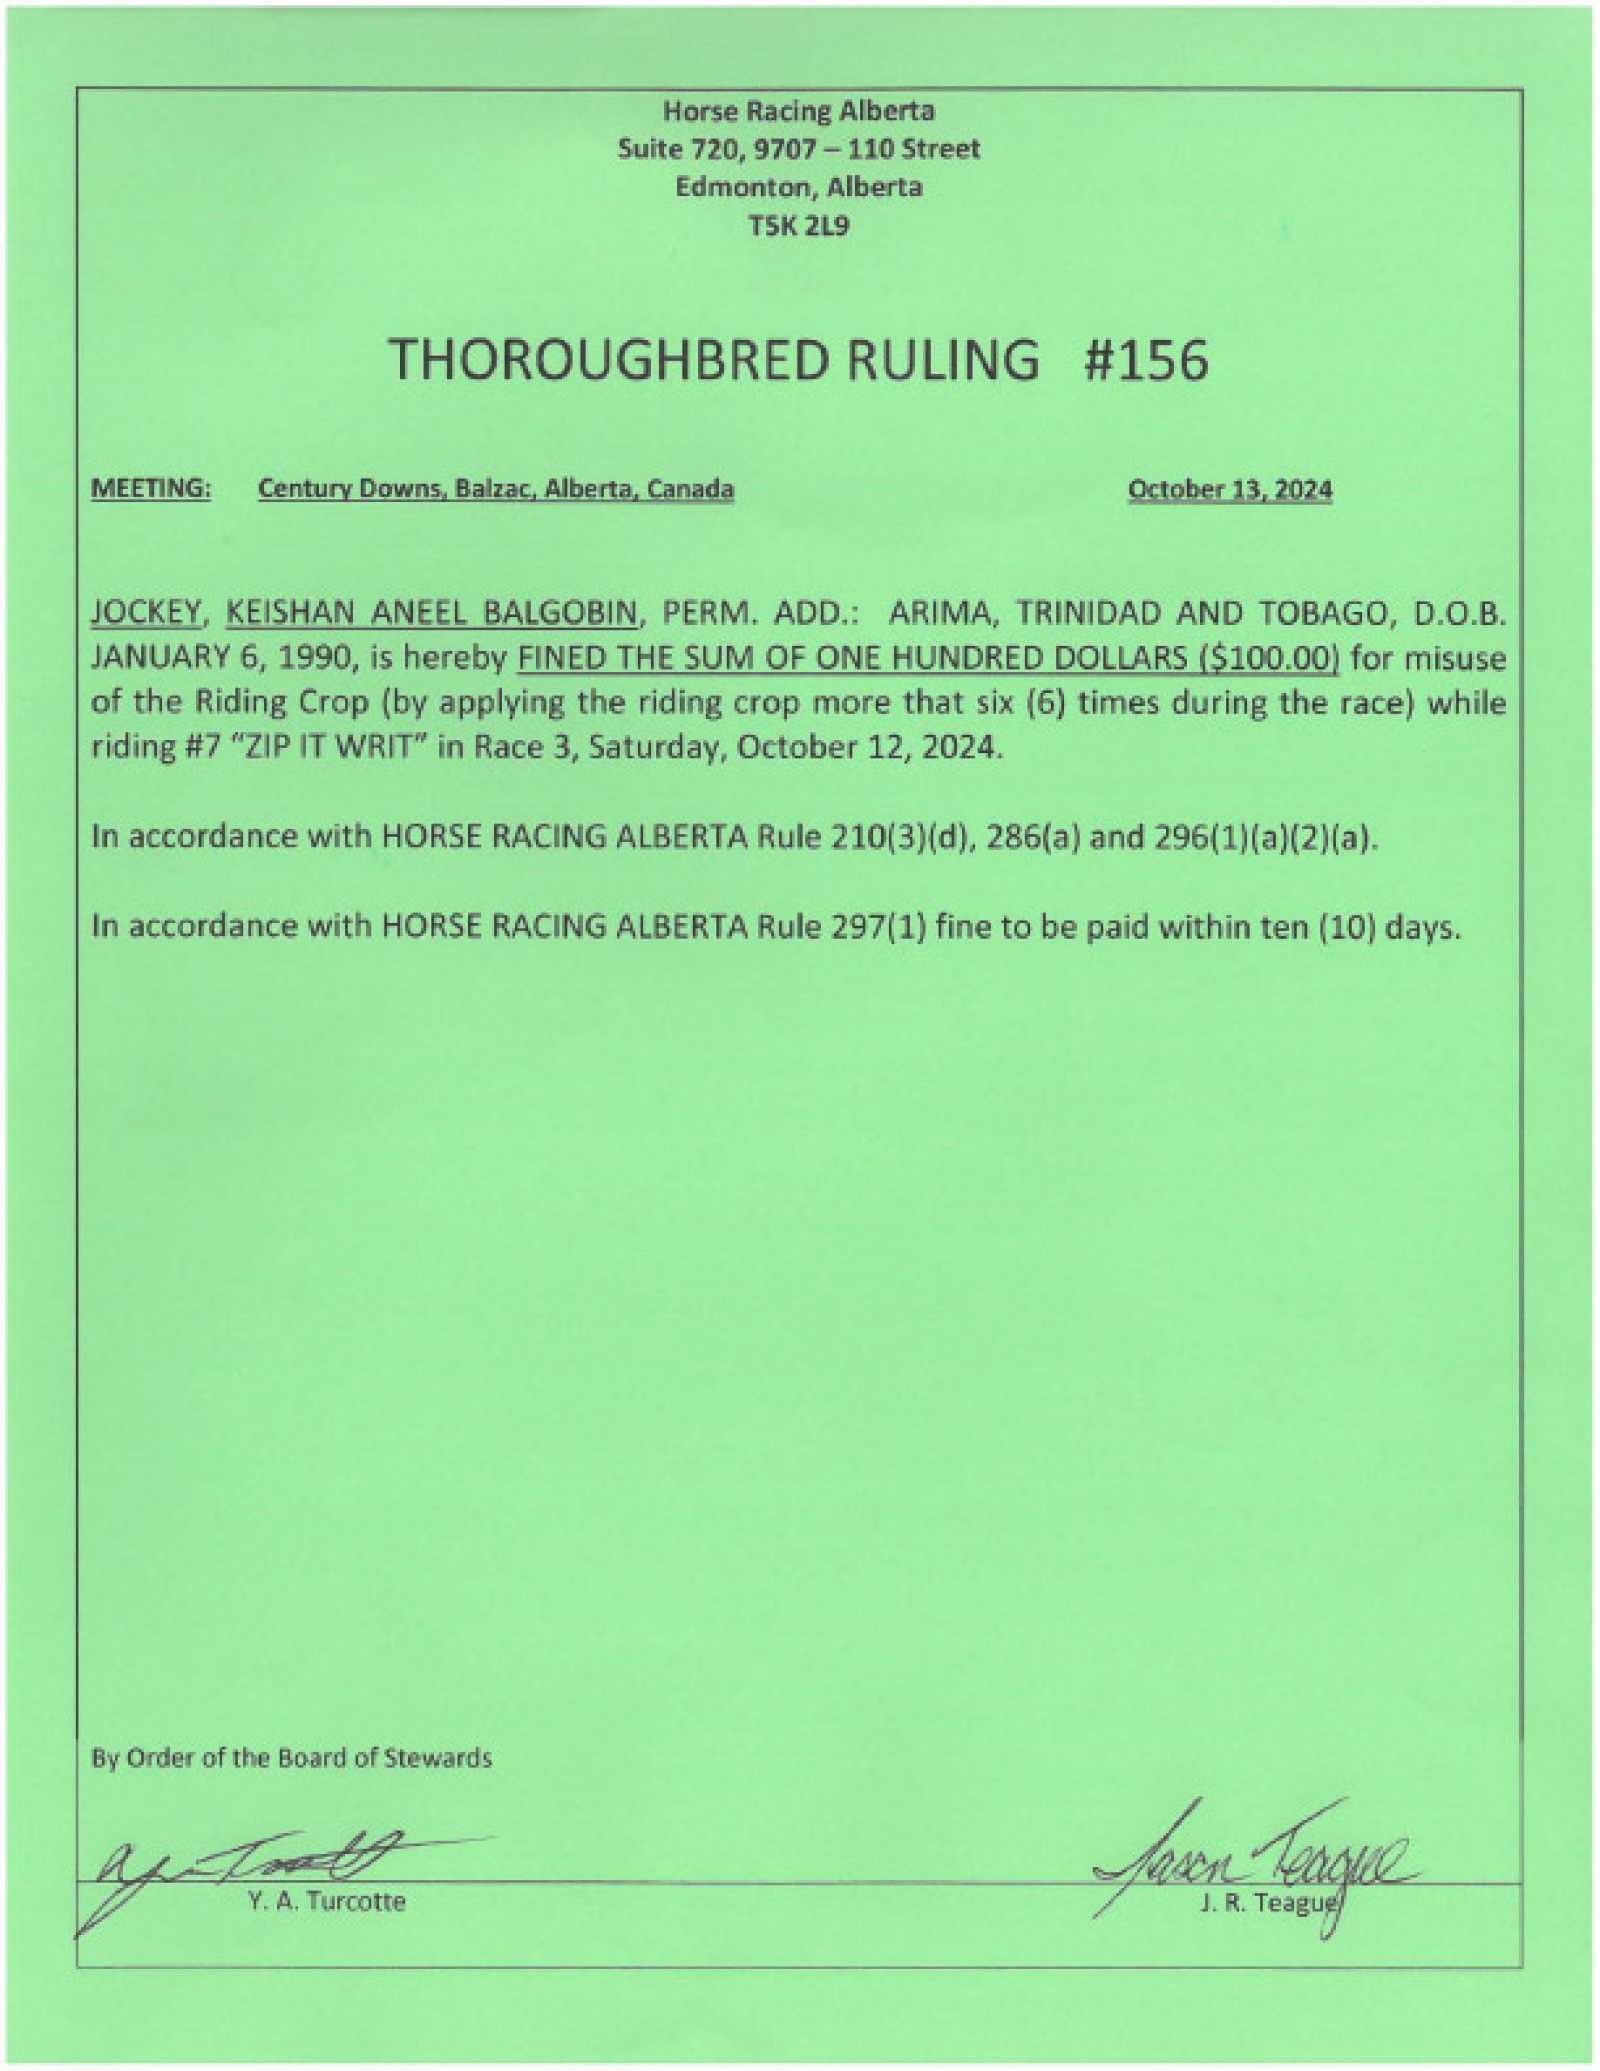 Horse Racing Alberta
Suite 720, 9707 – 110 Street
Edmonton, Alberta
T5K 2L9
THOROUGHBRED RULING #156
MEETING: Century Downs, Balzac, Alberta, Canada October 13, 2024
JOCKEY, KEISHAN ANEEL BALGOBIN, PERM. ADD.: ARIMA, TRINIDAD AND TOBAGO, D.O.B.
JANUARY 6, 1990, is hereby FINED THE SUM OF ONE HUNDRED DOLLARS ($100.00) for misuse
of the Riding Crop (by applying the riding crop more that six (6) times during the race) while
riding #7 “ZIP IT WRIT” in Race 3, Saturday, October 12, 2024.
In accordance with HORSE RACING ALBERTA Rule 210(3)(d), 286(a) and 296(1)(a)(2)(a).
In accordance with HORSE RACING ALBERTA Rule 297(1) fine to be paid within ten (10) days.
By Order of the Board of Stewards
Jason Teague
Y. A. Turcotte J. R. Teague